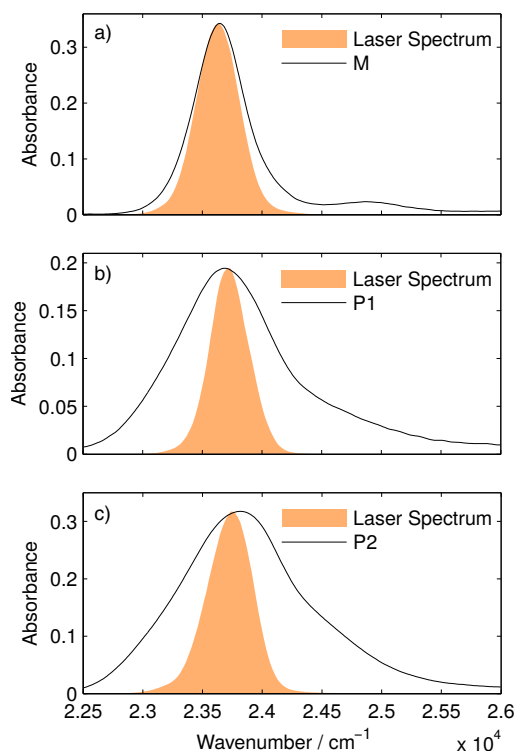 a)
Laser Spectrum
M
0.3
0.2
0.1
0
Absorbance
b)
Laser Spectrum
P1
0.2
0.15
0.1
0.05
0
Absorbance
c)
Laser Spectrum
P2
0.3
0.2
0.1
0
Absorbance
2.25 2.3 2.35 2.4 2.45 2.5 2.55 2.6
Wavenumber / cm⁻¹ x 10⁴